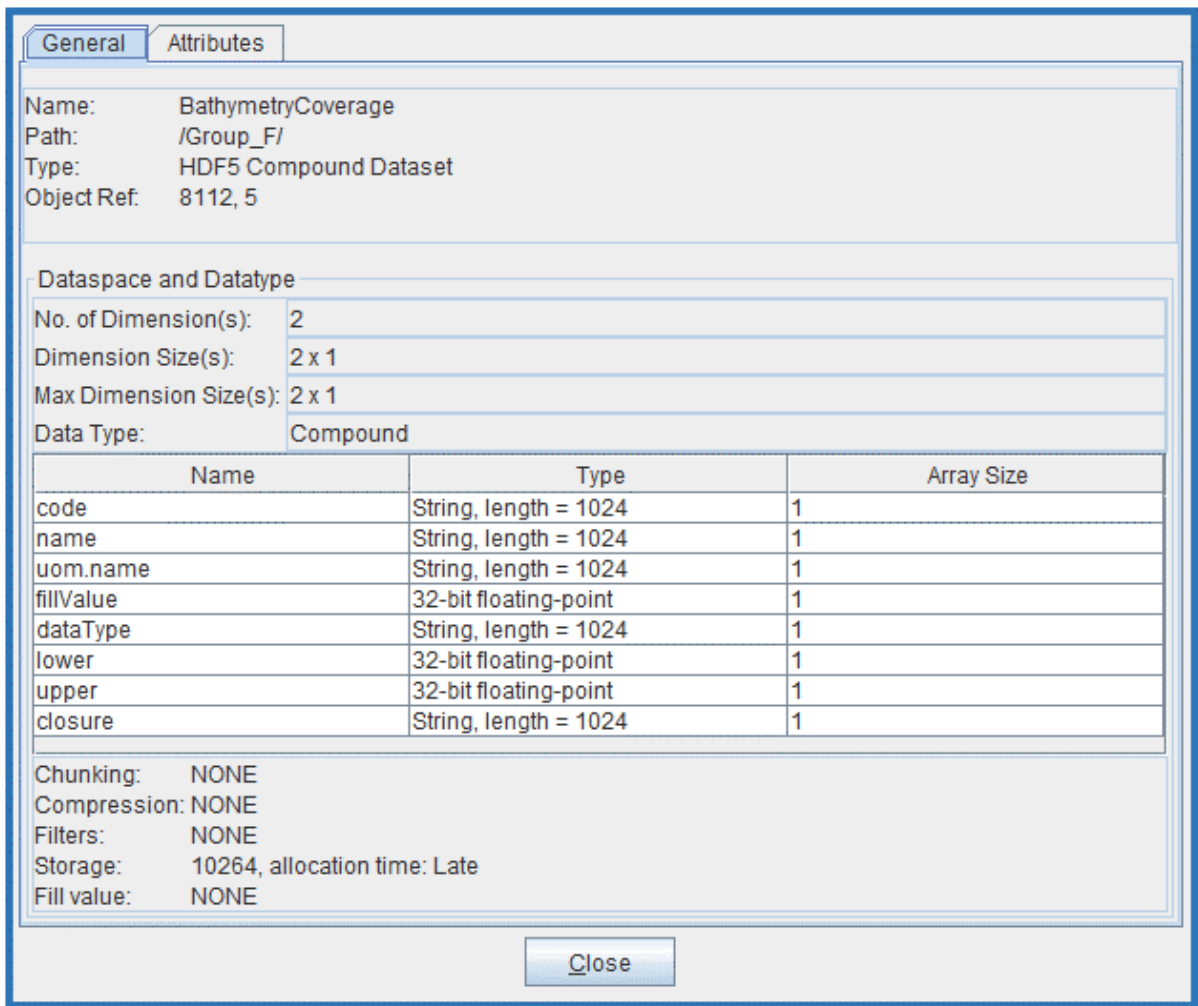 General Attributes
Name: BathymetryCoverage
Path: /Group_F/
Type: HDF5 Compound Dataset
Object Ref: 8112, 5
Dataspace and Datatype
No. of Dimension(s): 2
Dimension Size(s): 2 x 1
Max Dimension Size(s): 2 x 1
Data Type: Compound
Name Type Array Size
code String, length = 1024 1
name String, length = 1024 1
uom.name String, length = 1024 1
fillValue 32-bit floating-point 1
dataType String, length = 1024 1
lower 32-bit floating-point 1
upper 32-bit floating-point 1
closure String, length = 1024 1
Chunking: NONE
Compression: NONE
Filters: NONE
Storage: 10264, allocation time: Late
Fill value: NONE
Close